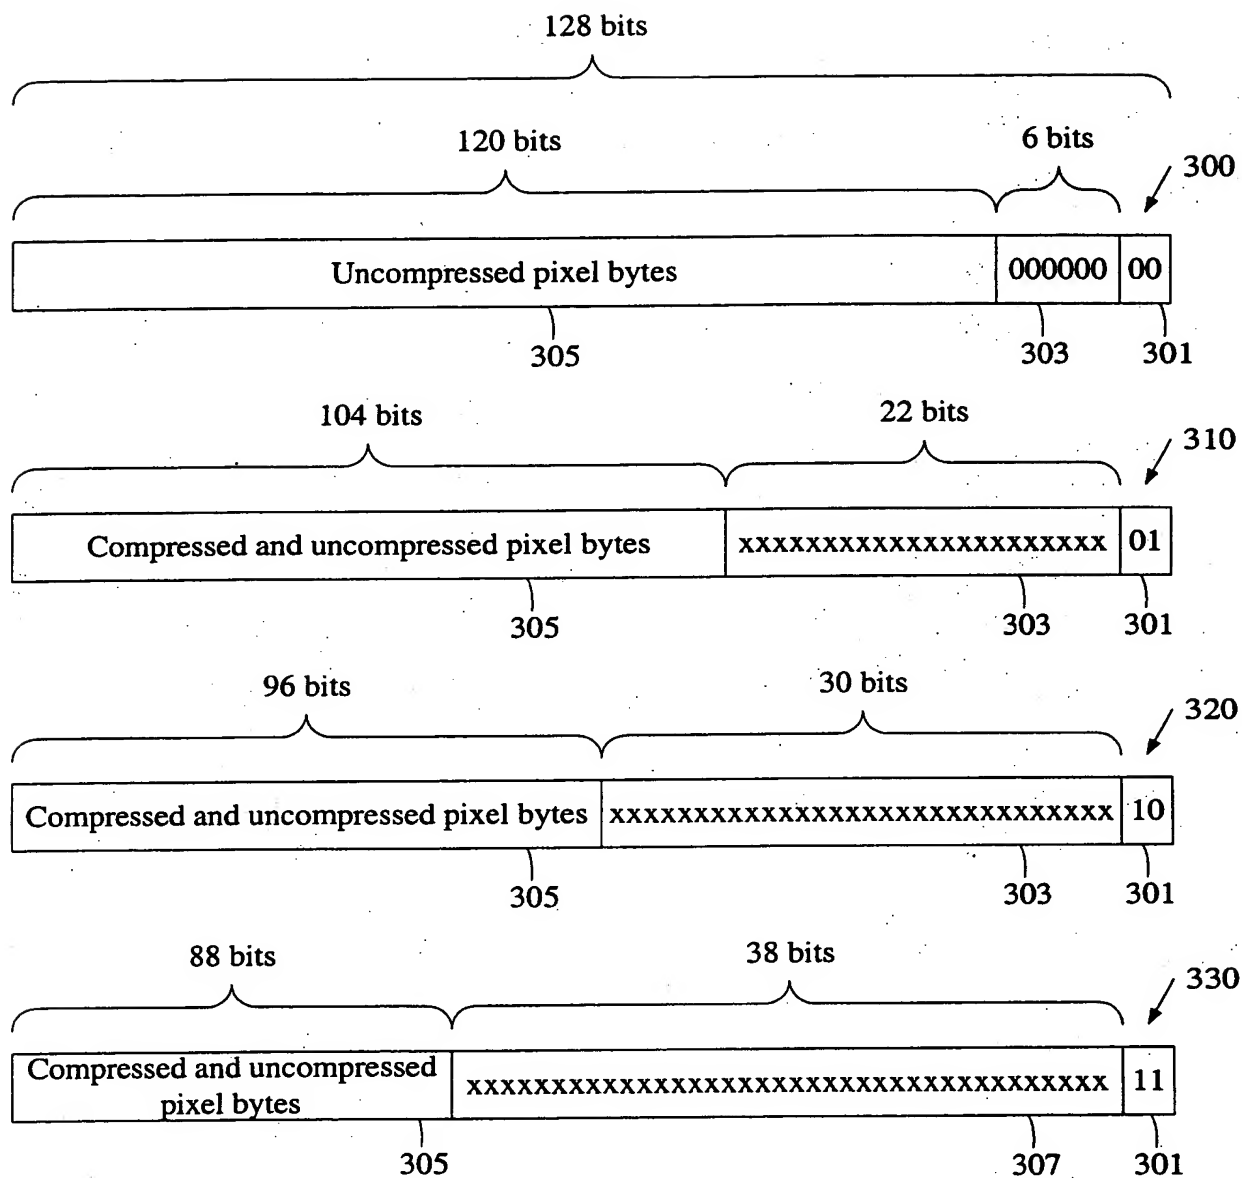 128 bits
120 bits
6 bits
300
Uncompressed pixel bytes
000000
00
305
303
301
104 bits
22 bits
310
Compressed and uncompressed pixel bytes
xxxxxxxxxxxxxxxxxxxxxx
01
305
303
301
96 bits
30 bits
320
Compressed and uncompressed pixel bytes
xxxxxxxxxxxxxxxxxxxxxxxxxxxxxx
10
305
303
301
88 bits
38 bits
330
Compressed and uncompressed
pixel bytes
xxxxxxxxxxxxxxxxxxxxxxxxxxxxxxxxxxxxxx
11
305
307
301